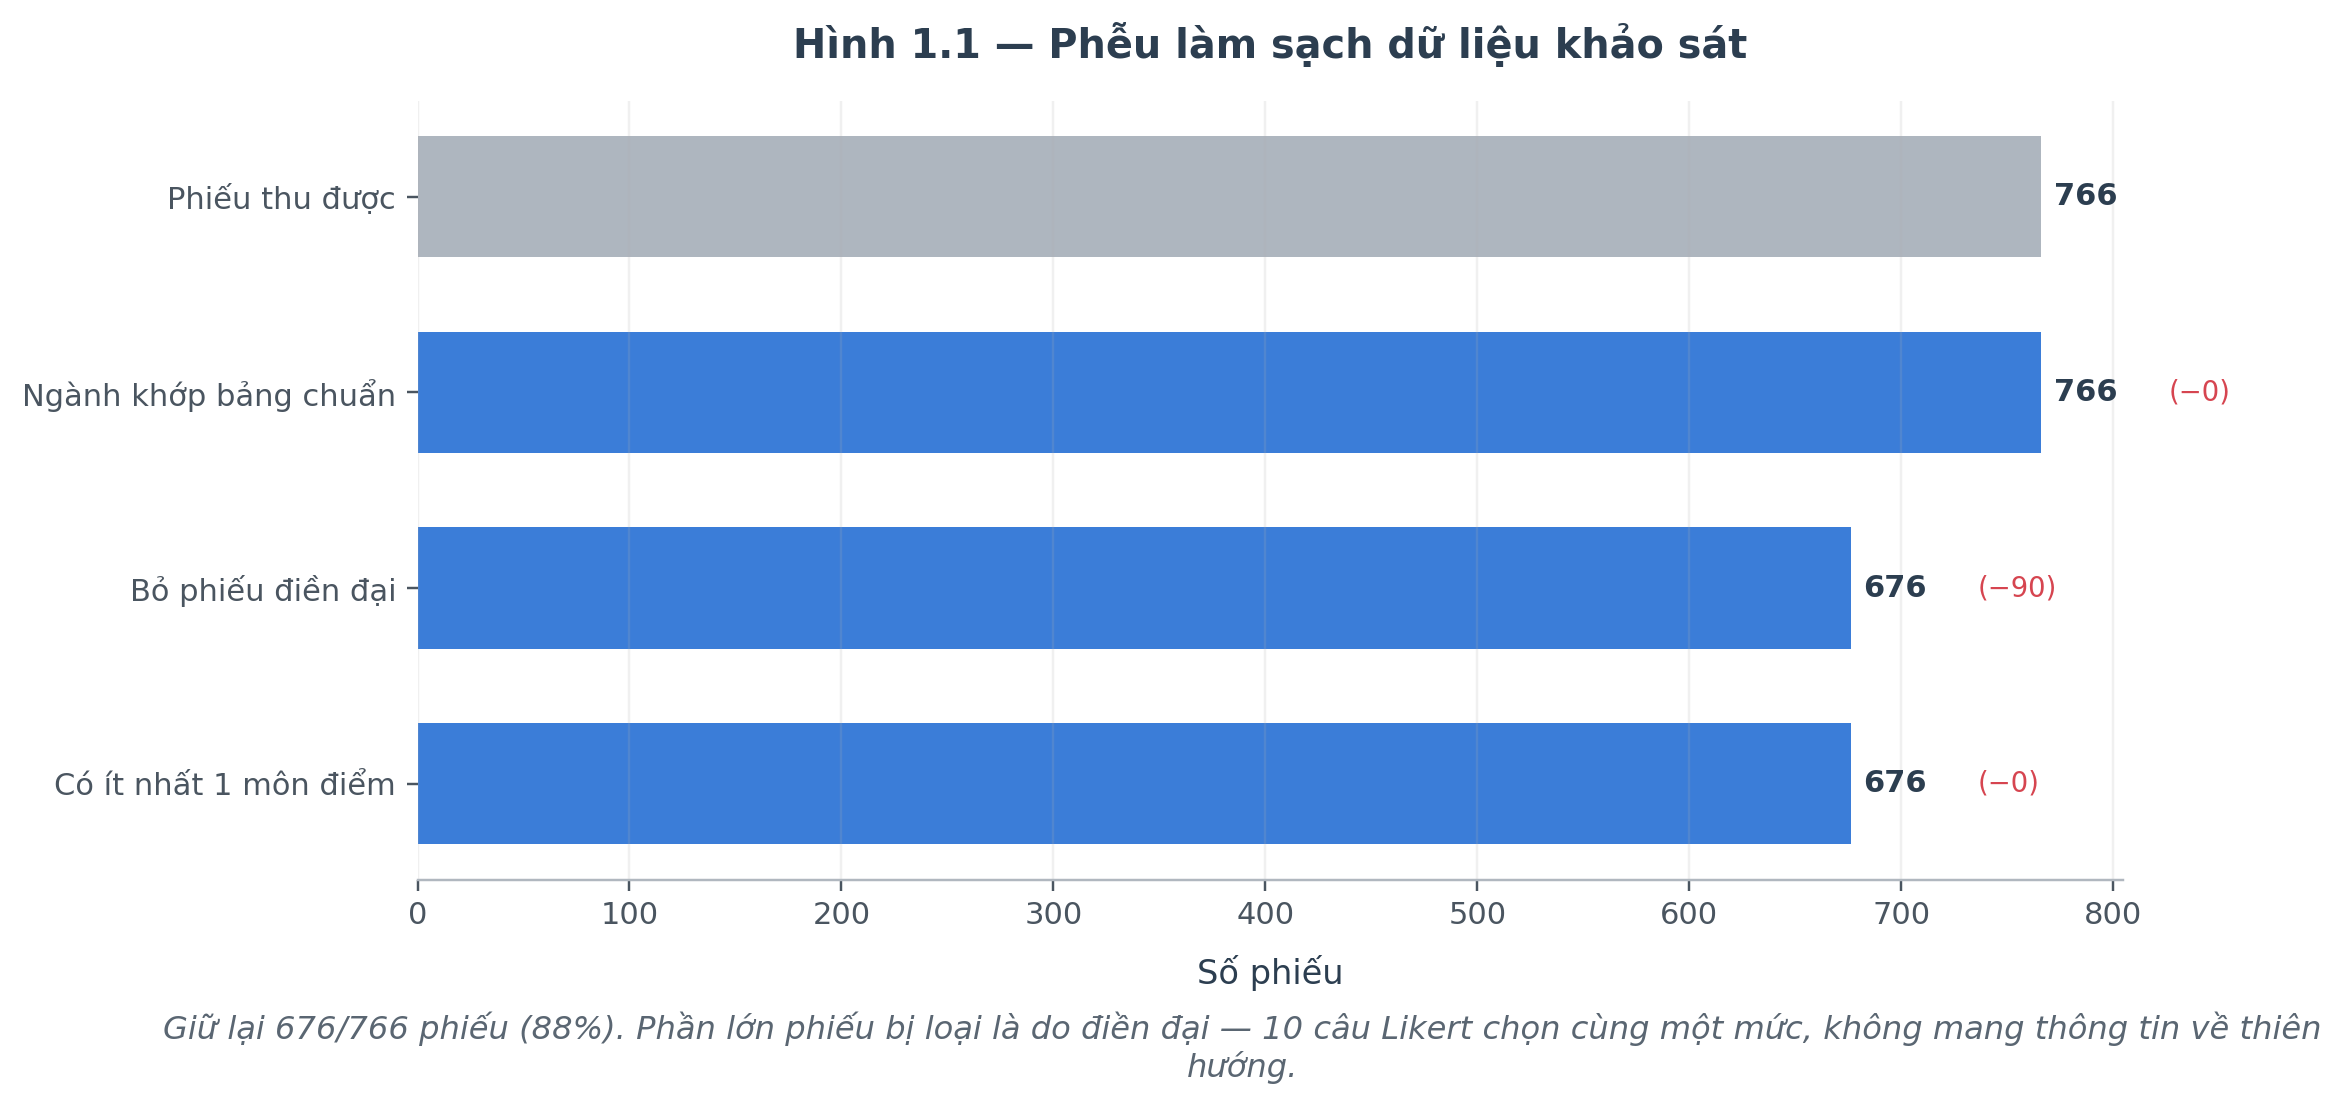 Hình 1.1 — Phễu làm sạch dữ liệu khảo sát
Phiếu thu được
766
Ngành khớp bảng chuẩn
766 (−0)
Bỏ phiếu điền đại
676 (−90)
Có ít nhất 1 môn điểm
676 (−0)
0 100 200 300 400 500 600 700 800
Số phiếu
Giữ lại 676/766 phiếu (88%). Phần lớn phiếu bị loại là do điền đại — 10 câu Likert chọn cùng một mức, không mang thông tin về thiên
hướng.